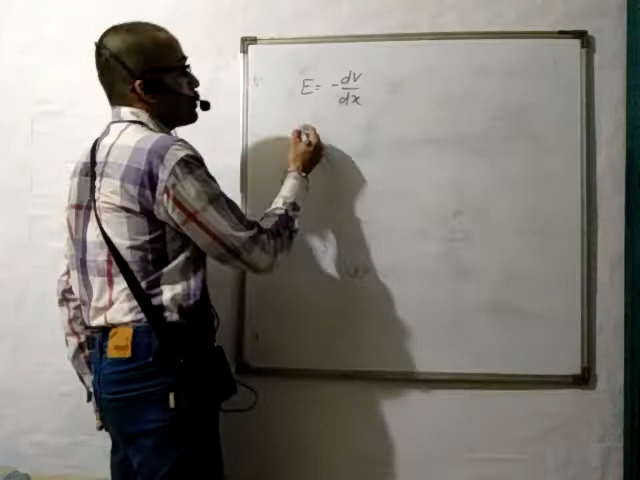 E = -dv/dx